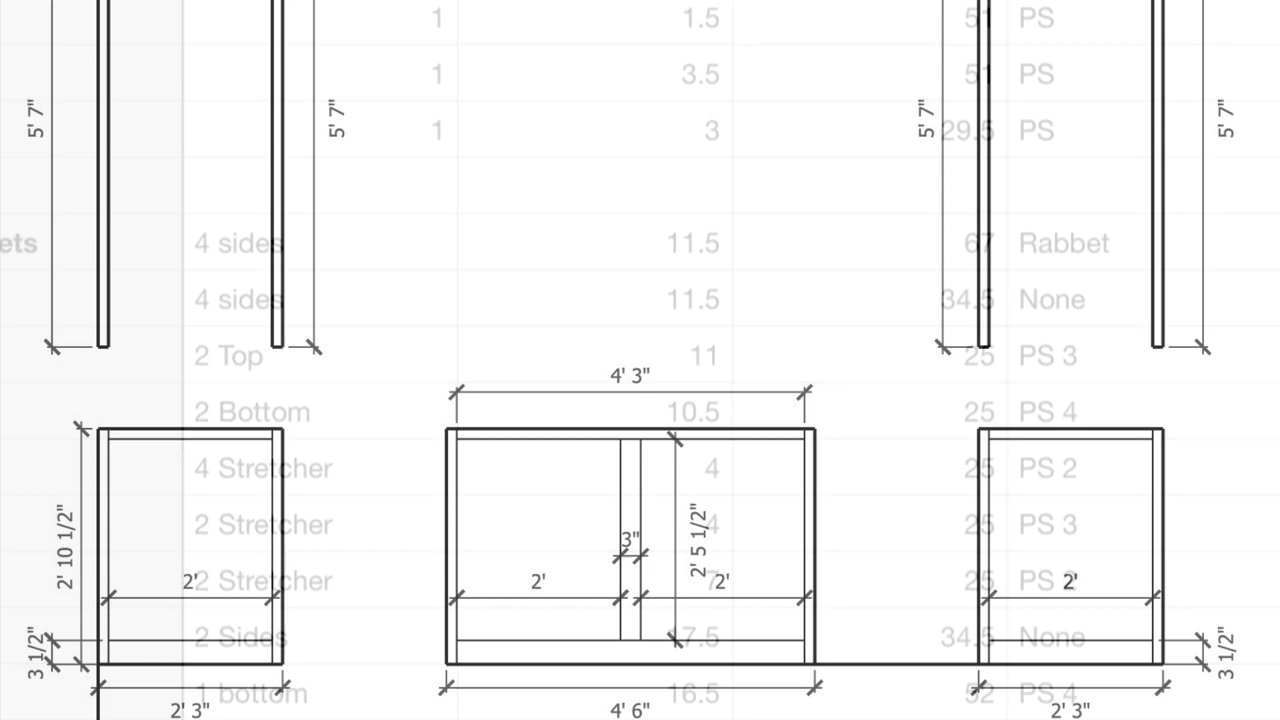 1 1.5 51 PS
1 3.5 51 PS
5' 7" 5' 7" 1 3 5' 7" 29.5 PS 5' 7"
ets 4 sides 11.5 67 Rabbet
4 sides 11.5 34.5 None
2 Top 11 25 PS 3
4' 3"
2 Bottom 10.5 25 PS 4
4 Stretcher 4 25 PS 2
2 Stretcher 4 25 PS 3
2' 10 1/2" 3" 2' 5 1/2"
2' 2 Stretcher 2' 7 2' 25 PS 2'
3 1/2" 2 Sides 17.5 34.5 None 3 1/2"
1 bottom 16.5 52 PS 4
2' 3" 4' 6" 2' 3"